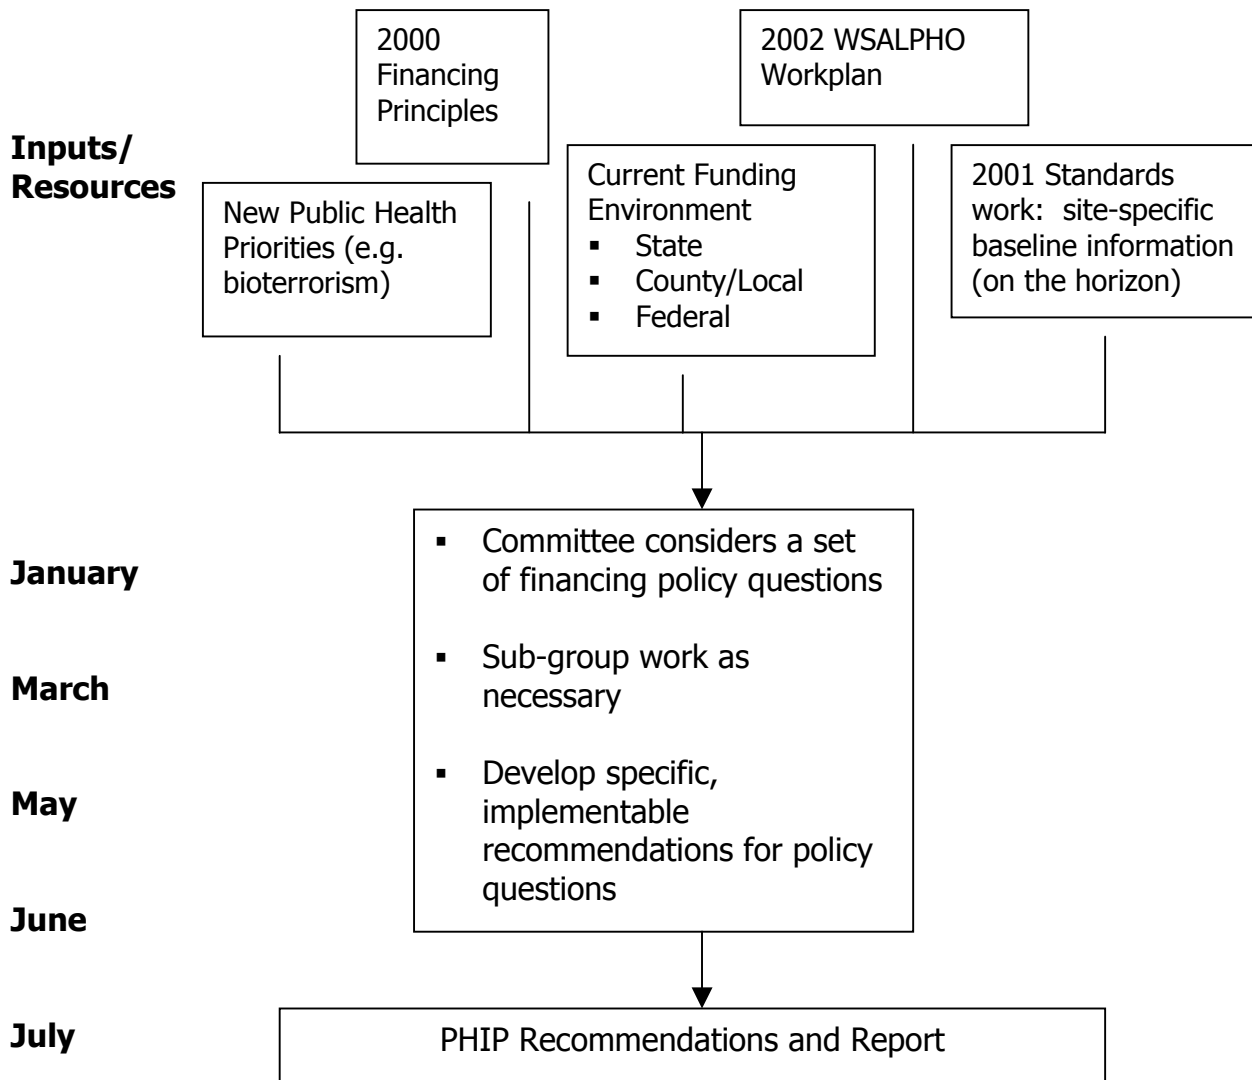 2000
Financing
Principles
2002 WSALPHO
Workplan
Inputs/
Resources
New Public Health
Priorities (e.g.
bioterrorism)
Current Funding
Environment
▪ State
▪ County/Local
▪ Federal
2001 Standards
work:  site-specific
baseline information
(on the horizon)
January
March
May
June
▪ Committee considers a set
of financing policy questions
▪ Sub-group work as
necessary
▪ Develop specific,
implementable
recommendations for policy
questions
July
PHIP Recommendations and Report